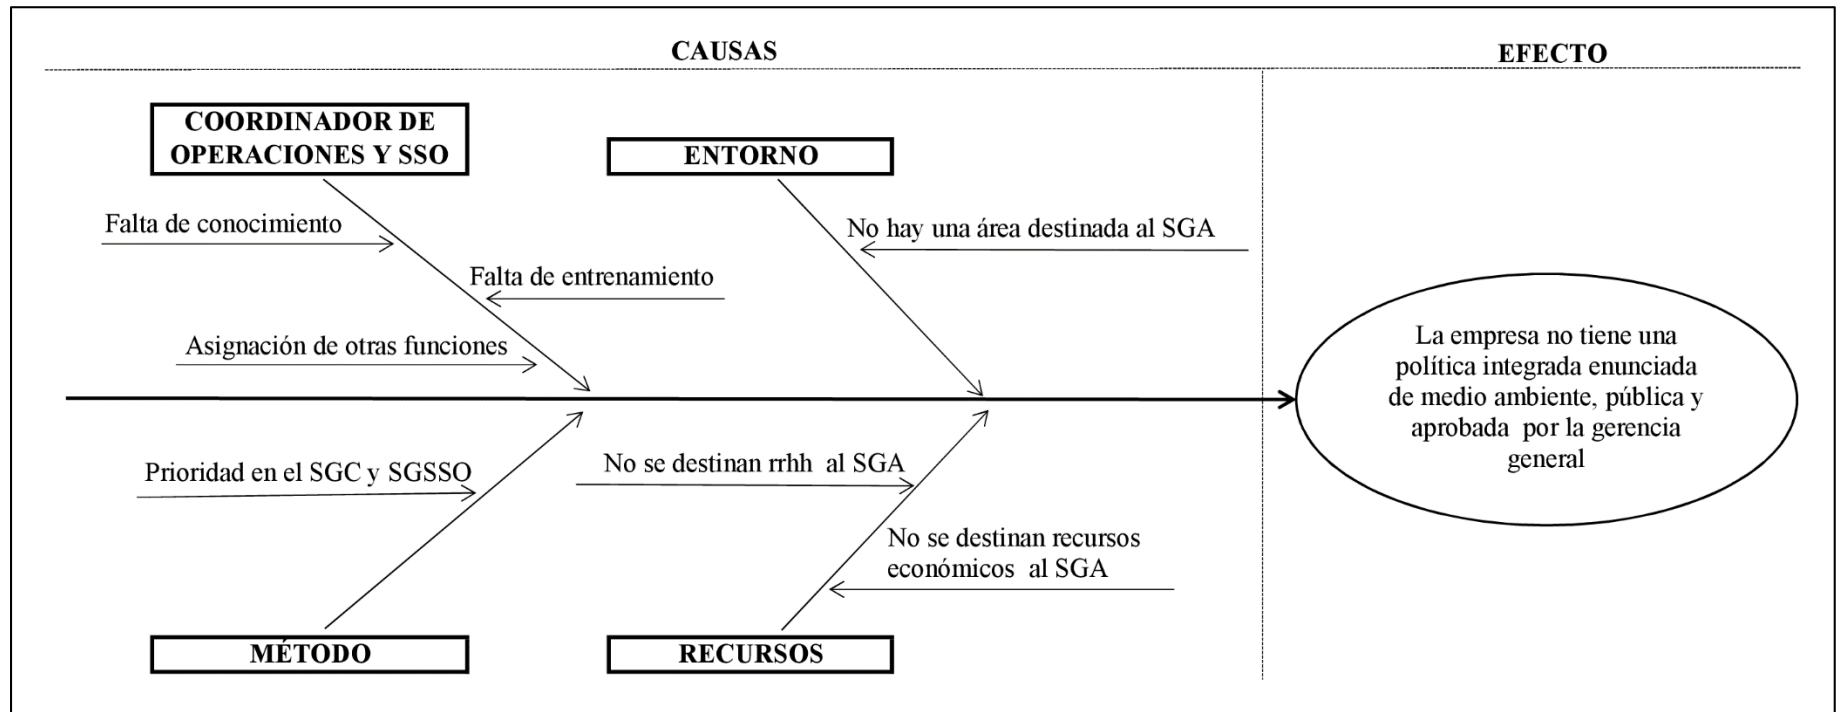 CAUSAS
EFECTO
COORDINADOR DE
OPERACIONES Y SSO
ENTORNO
Falta de conocimiento
No hay una área destinada al SGA
Falta de entrenamiento
Asignación de otras funciones
La empresa no tiene una
política integrada enunciada
de medio ambiente, pública y
aprobada por la gerencia
general
Prioridad en el SGC y SGSSO
No se destinan rrhh al SGA
No se destinan recursos
económicos al SGA
MÉTODO
RECURSOS